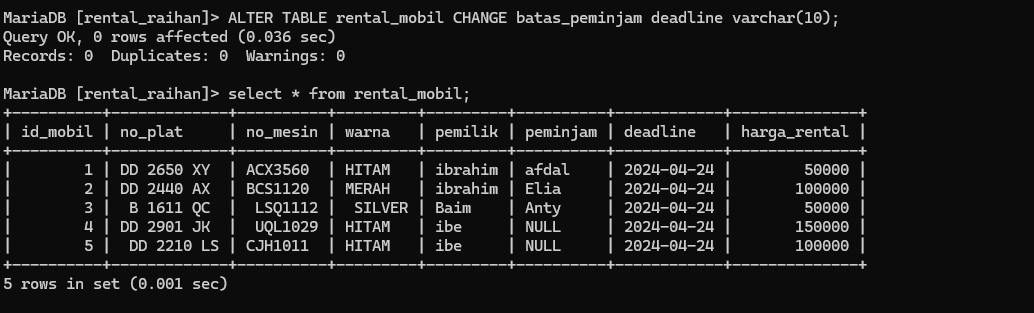 MariaDB [rental_raihan]> ALTER TABLE rental_mobil CHANGE batas_peminjam deadline varchar(10);
Query OK, 0 rows affected (0.036 sec)
Records: 0  Duplicates: 0  Warnings: 0
MariaDB [rental_raihan]> select * from rental_mobil;
+----------+-------------+----------+----------+---------+----------+------------+--------------+
| id_mobil | no_plat     | no_mesin | warna    | pemilik | peminjam | deadline   | harga_rental |
+----------+-------------+----------+----------+---------+----------+------------+--------------+
|        1 | DD 2650 XY  | ACX3560  | HITAM    | ibrahim | afdal    | 2024-04-24 |        50000 |
|        2 | DD 2440 AX  | BCS1120  | MERAH    | ibrahim | Elia     | 2024-04-24 |       100000 |
|        3 |  B 1611 QC  |  LSQ1112 |   SILVER | Baim    | Anty     | 2024-04-24 |        50000 |
|        4 | DD 2901 JK  |  UQL1029 | HITAM    | ibe     | NULL     | 2024-04-24 |       150000 |
|        5 |  DD 2210 LS | CJH1011  | HITAM    | ibe     | NULL     | 2024-04-24 |       100000 |
+----------+-------------+----------+----------+---------+----------+------------+--------------+
5 rows in set (0.001 sec)